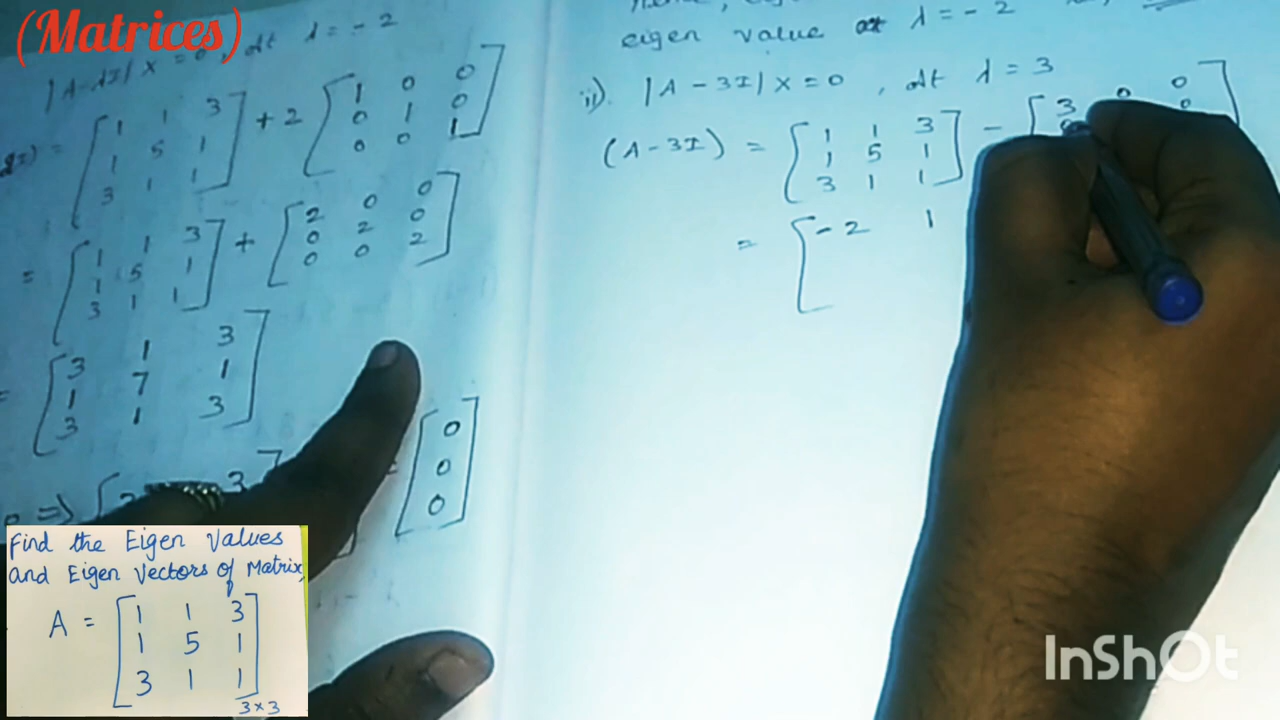 (Matrices)
|A-λI| X = 0, At λ = -2
= [1 1 3
1 5 1
3 1 1] + 2 [1 0 0
0 1 0
0 0 1]
= [1 1 3
1 5 1
3 1 1] + [2 0 0
0 2 0
0 0 2]
= [3 1 3
1 7 1
3 1 3]
0 => [3 3
[0
0
0]
eigen value at λ = -2
ii). |A - 3I| X = 0 , At λ = 3
(A - 3I) = [1 1 3
1 5 1
3 1 1] - [3 0 0
0 0
= [-2 1
Find the Eigen Values
and Eigen Vectors of Matrix,
A = [1 1 3
1 5 1
3 1 1]
3×3
InShOt